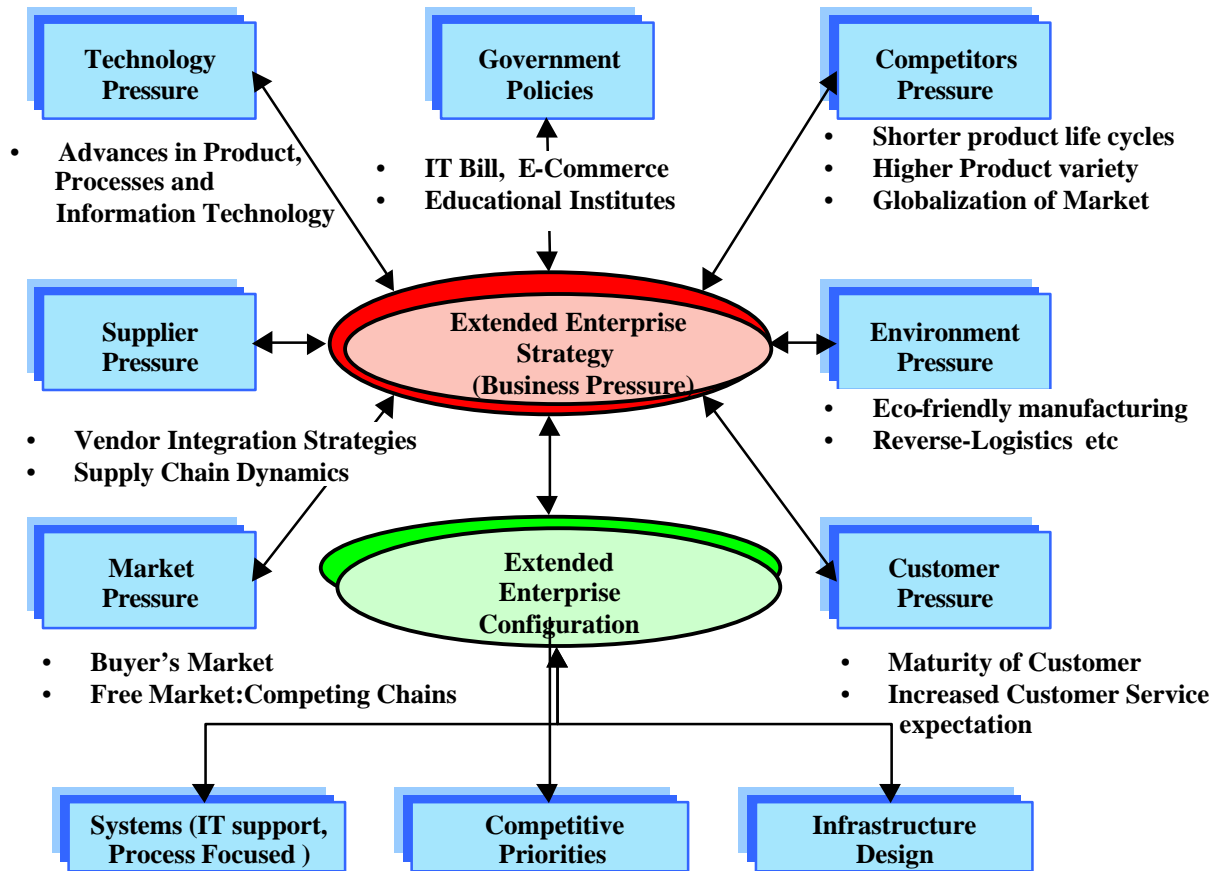 Technology
Pressure
• Advances in Product,
Processes and
Information Technology
Government
Policies
• IT Bill, E-Commerce
• Educational Institutes
Competitors
Pressure
• Shorter product life cycles
• Higher Product variety
• Globalization of Market
Supplier
Pressure
• Vendor Integration Strategies
• Supply Chain Dynamics
Extended Enterprise
Strategy
(Business Pressure)
Environment
Pressure
• Eco-friendly manufacturing
• Reverse-Logistics etc
Market
Pressure
• Buyer's Market
• Free Market:Competing Chains
Extended
Enterprise
Configuration
Customer
Pressure
• Maturity of Customer
• Increased Customer Service
expectation
Systems (IT support,
Process Focused )
Competitive
Priorities
Infrastructure
Design